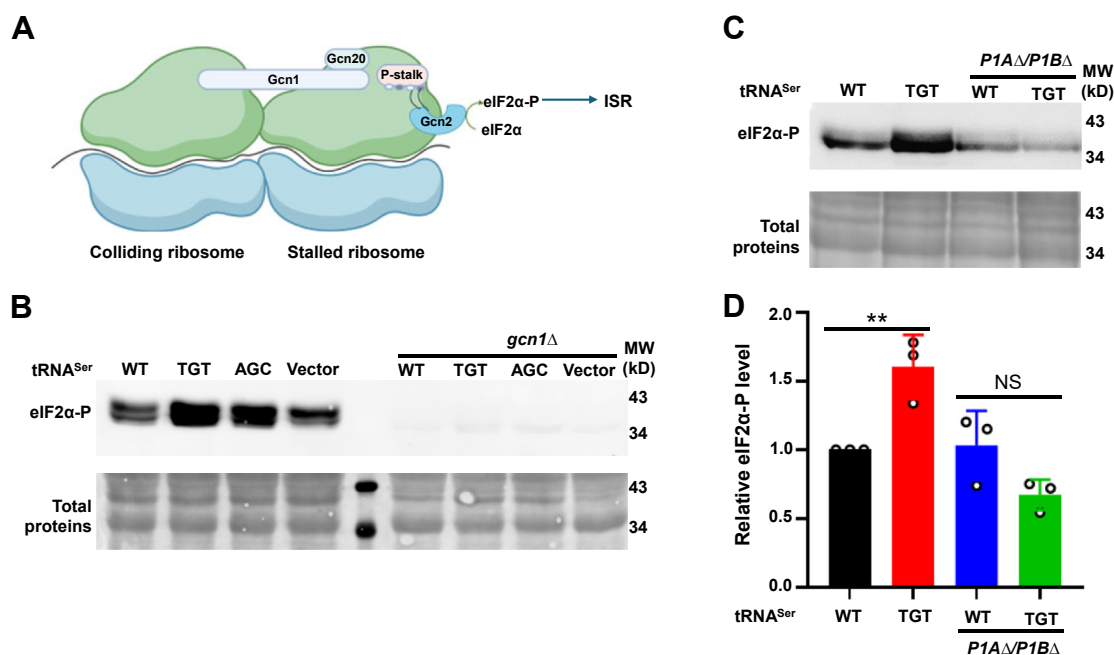 A
Gcn20
Gcn1
P-stalk
Gcn2
eIF2α-P
ISR
eIF2α
Colliding ribosome
Stalled ribosome
B
gcn1Δ
MW
(kD)
tRNASer
WT
TGT
AGC
Vector
WT
TGT
AGC
Vector
eIF2α-P
43
34
Total
proteins
43
34
C
P1AΔ/P1BΔ
MW
(kD)
tRNASer
WT
TGT
WT
TGT
eIF2α-P
43
34
Total
proteins
43
34
D
Relative eIF2α-P level
2.0
1.5
1.0
0.5
0.0
**
NS
tRNASer
WT
TGT
WT
TGT
P1AΔ/P1BΔ